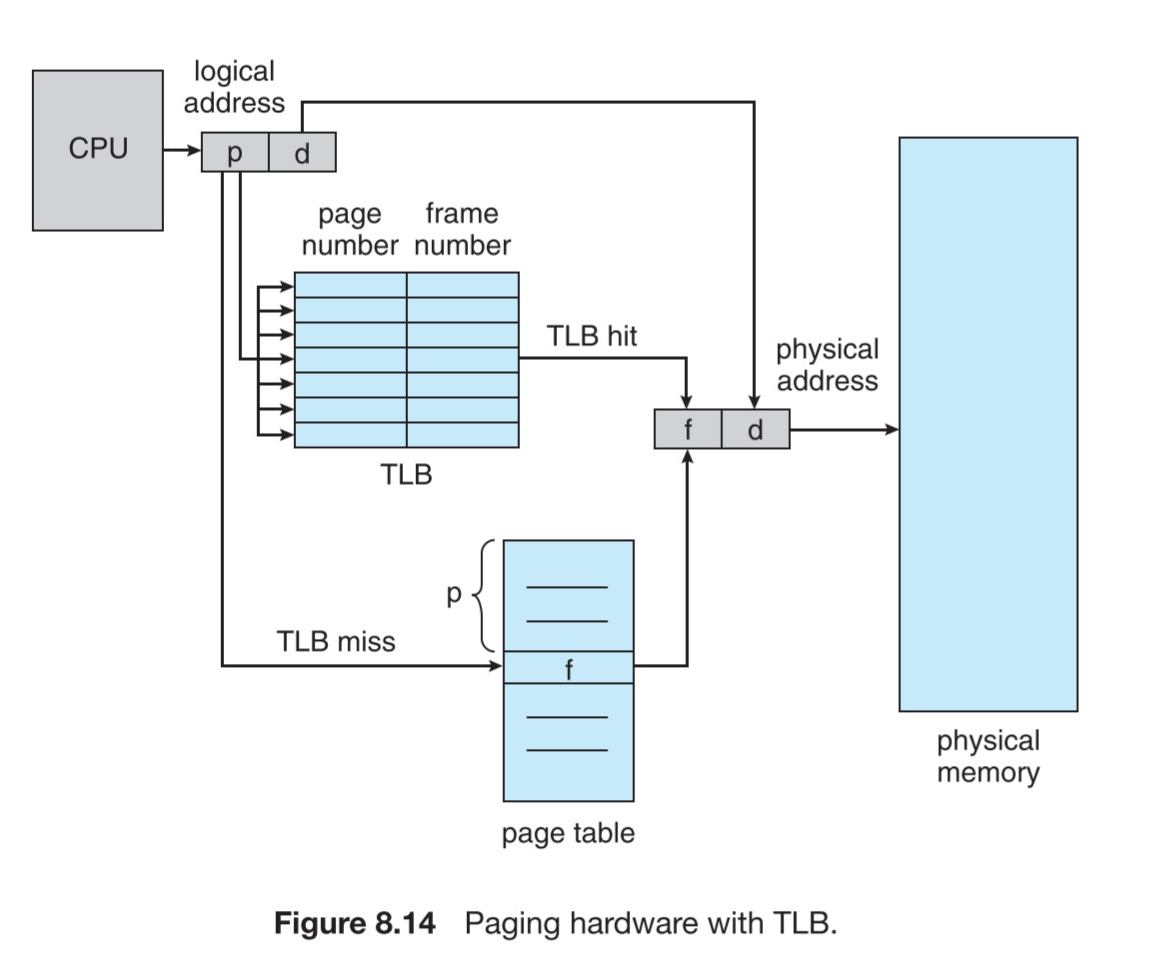 logical
address
CPU
p
d
page
number
frame
number
TLB hit
physical
address
f
d
TLB
p
TLB miss
f
physical
memory
page table
Figure 8.14 Paging hardware with TLB.